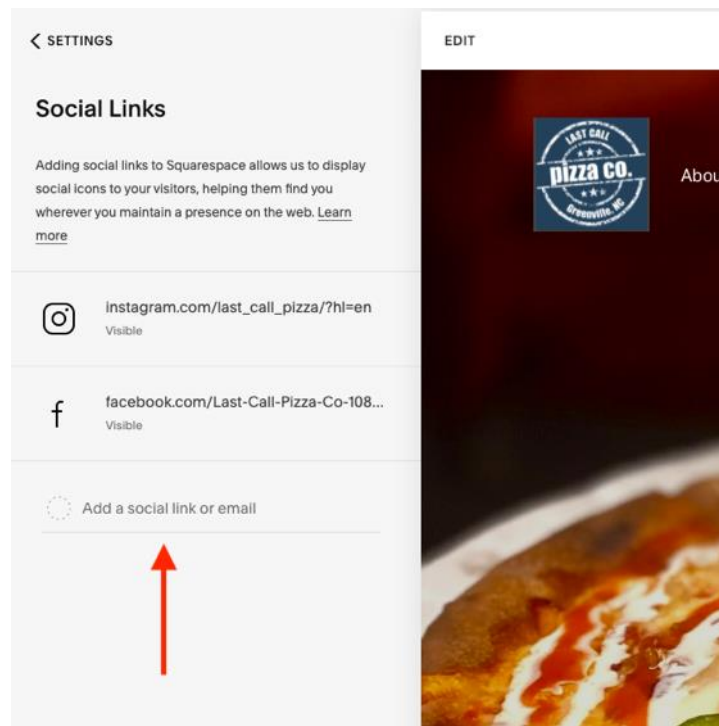 SETTINGS
Social Links
Adding social links to Squarespace allows us to display
social icons to your visitors, helping them find you
wherever you maintain a presence on the web. Learn
more
instagram.com/last_call_pizza/?hl=en
Visible
facebook.com/Last-Call-Pizza-Co-108...
Visible
Add a social link or email
EDIT
LAST CALL
pizza co.
Greenville, NC
Abou